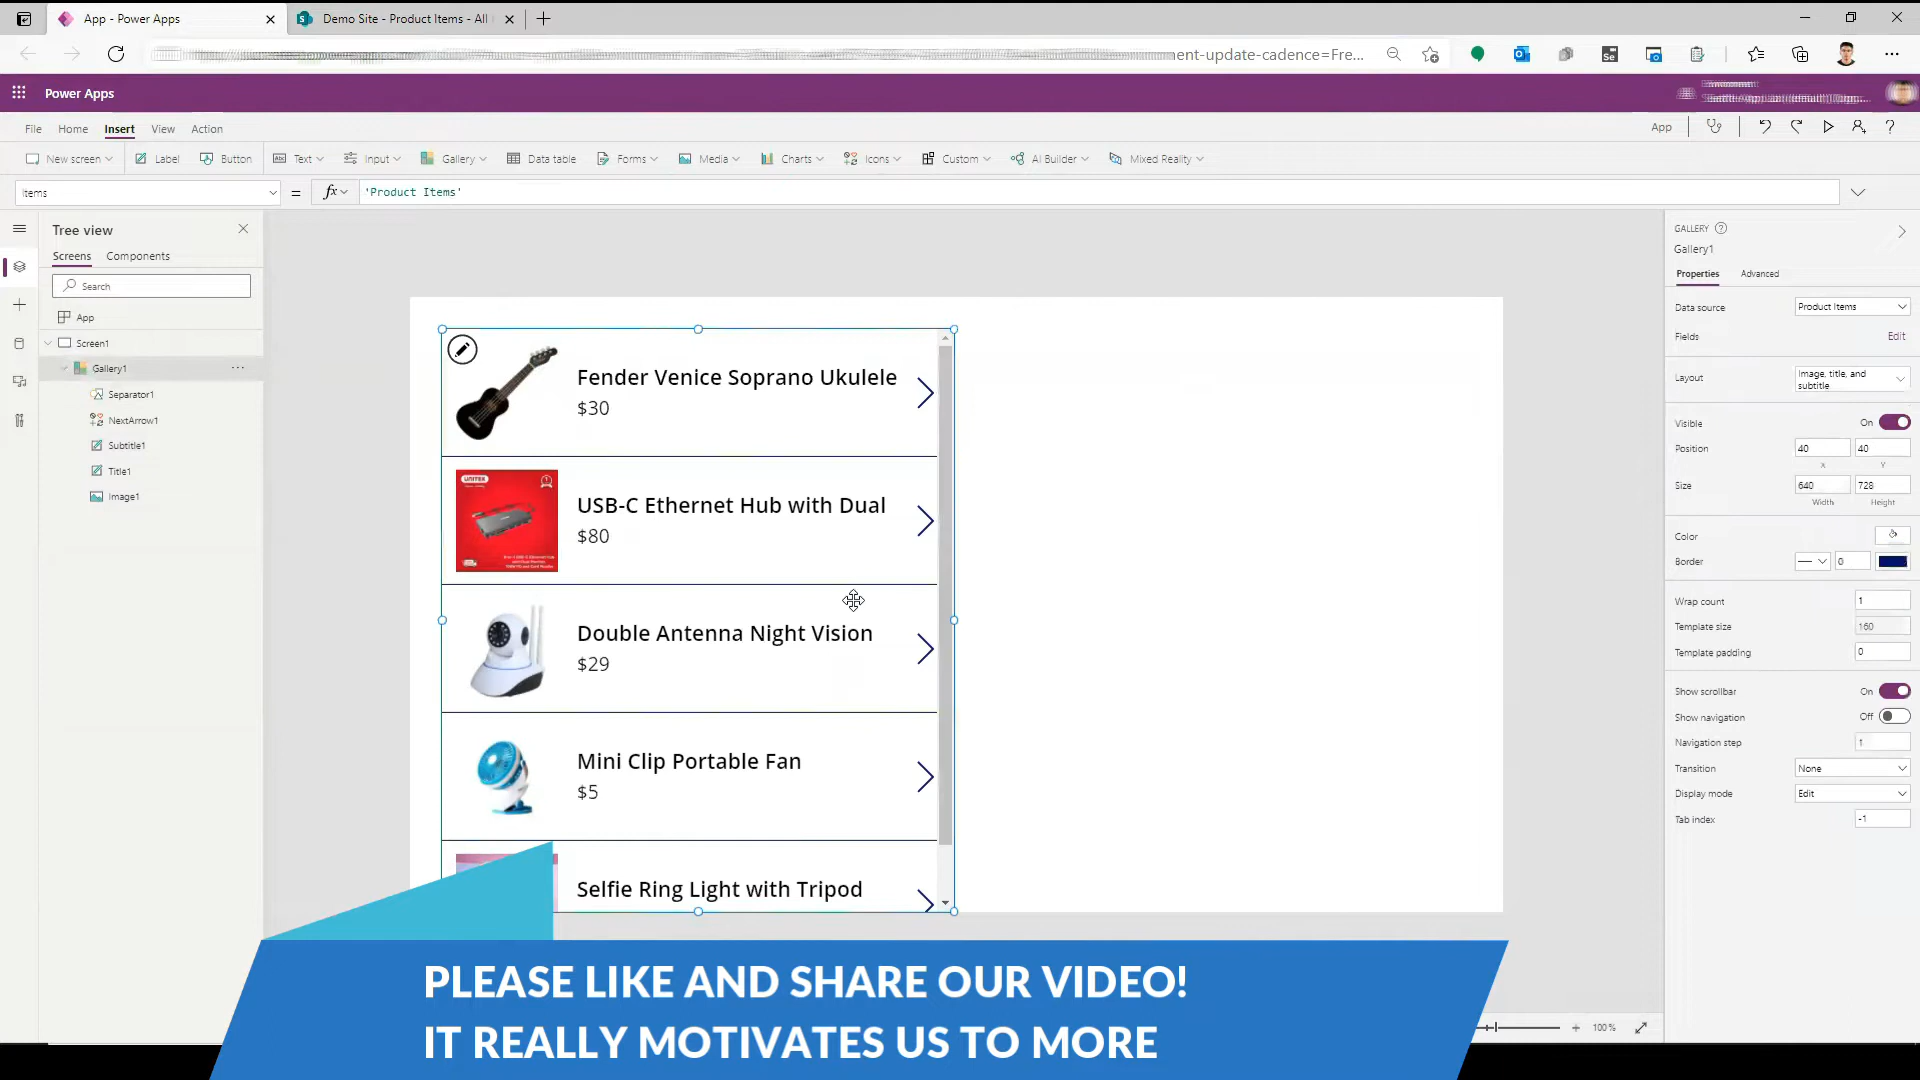 App - Power Apps
Demo Site - Product Items - All
nent-update-cadence=Fre...
Power Apps
File Home Insert View Action
App
New screen Label Button Text Input Gallery Data table Forms Media Charts Icons Custom AI Builder Mixed Reality
Items = fx 'Product Items'
Tree view
Screens Components
Search
App
Screen1
Gallery1
Separator1
NextArrow1
Subtitle1
Title1
Image1
Fender Venice Soprano Ukulele
$30
UNITEK
USB-C Ethernet Hub with Dual
$80
Double Antenna Night Vision
$29
Mini Clip Portable Fan
$5
Selfie Ring Light with Tripod
GALLERY
Gallery1
Properties Advanced
Data source Product Items
Fields Edit
Layout Image, title, and subtitle
Visible On
Position 40 40
X Y
Size 640 728
Width Height
Color
Border 0
Wrap count 1
Template size 160
Template padding 0
Show scrollbar On
Show navigation Off
Navigation step 1
Transition None
Display mode Edit
Tab index -1
100 %
PLEASE LIKE AND SHARE OUR VIDEO!
IT REALLY MOTIVATES US TO MORE